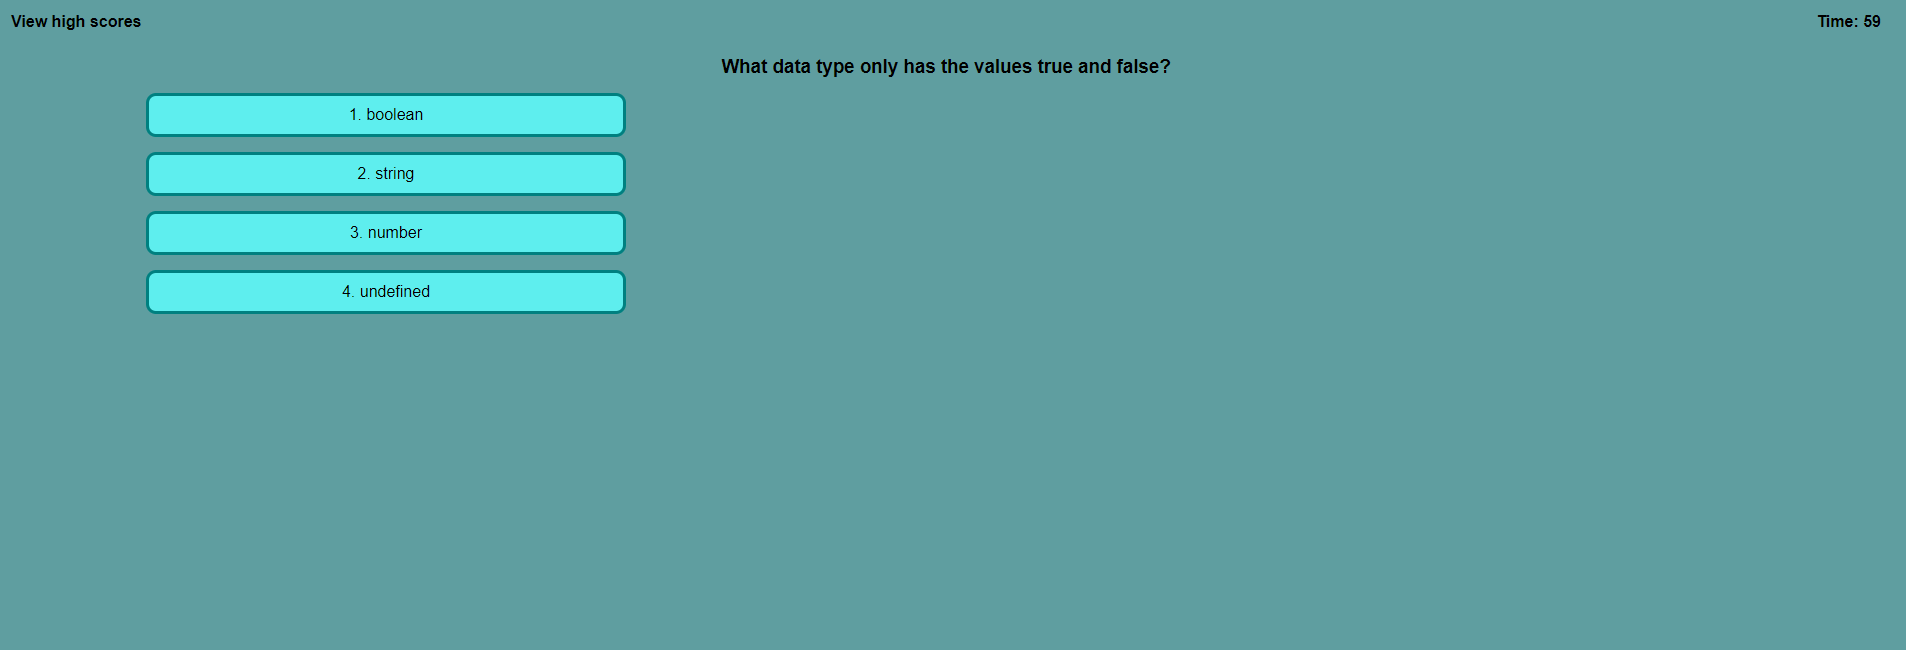 View high scores
Time: 59
What data type only has the values true and false?
1. boolean
2. string
3. number
4. undefined